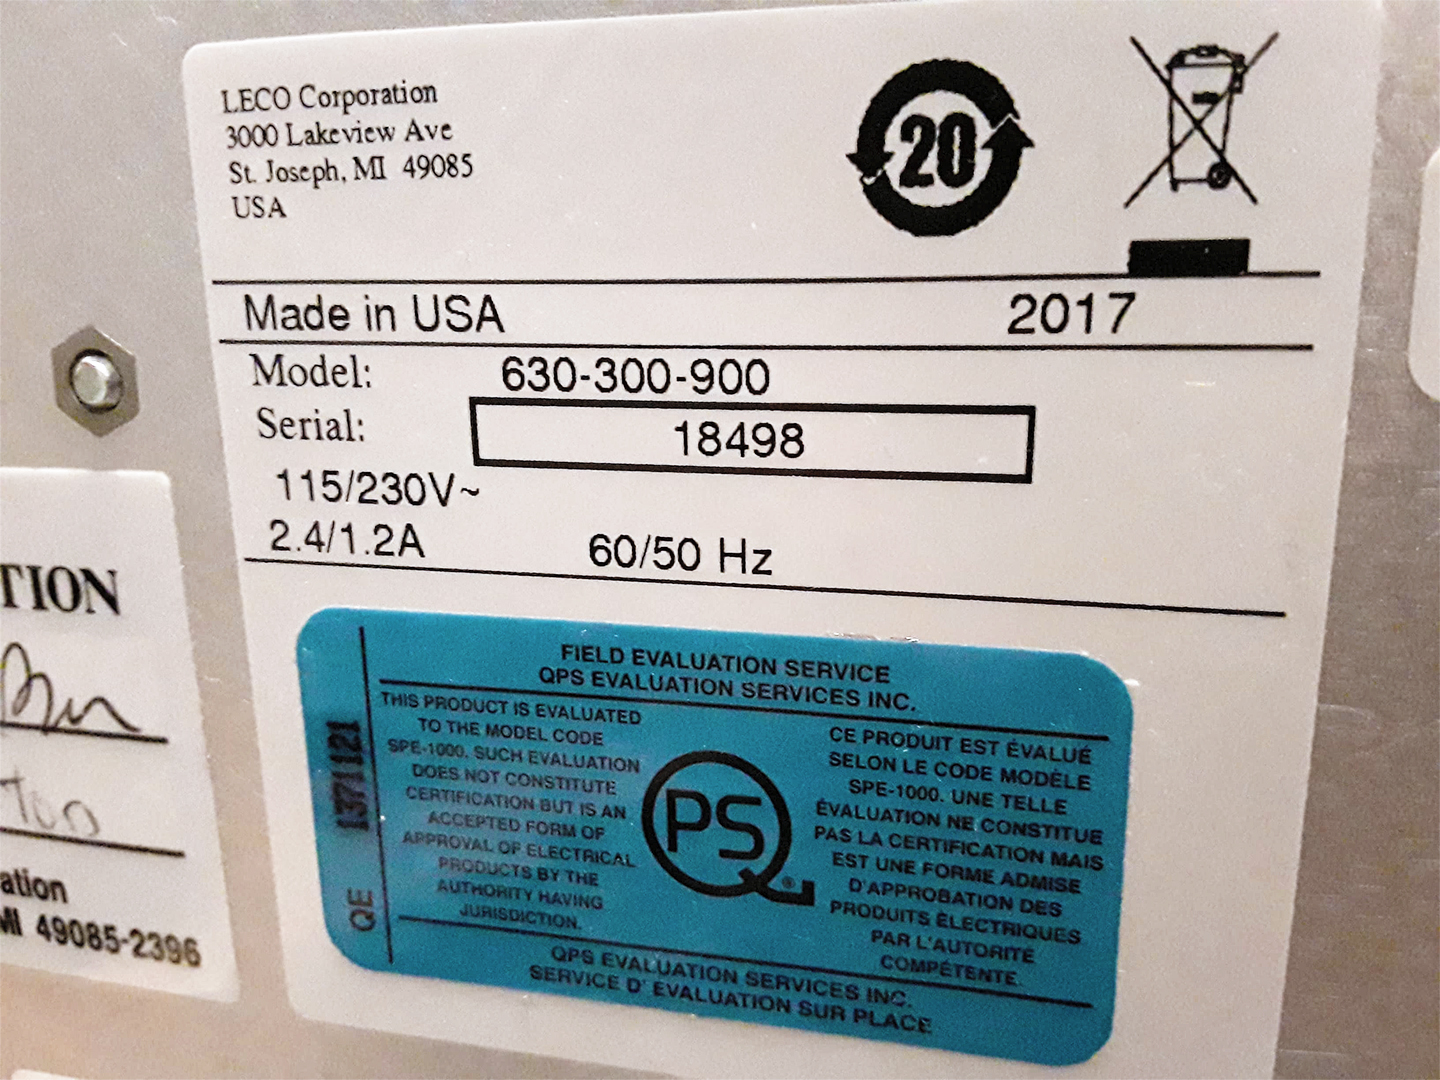 LECO Corporation
3000 Lakeview Ave
St. Joseph, MI 49085
USA
20
Made in USA 2017
Model: 630-300-900
Serial: 18498
115/230V~
2.4/1.2A 60/50 Hz
FIELD EVALUATION SERVICE
QPS EVALUATION SERVICES INC.
QE 1371121
THIS PRODUCT IS EVALUATED
TO THE MODEL CODE
SPE-1000. SUCH EVALUATION
DOES NOT CONSTITUTE
CERTIFICATION BUT IS AN
ACCEPTED FORM OF
APPROVAL OF ELECTRICAL
PRODUCTS BY THE
AUTHORITY HAVING
JURISDICTION.
QPS®
CE PRODUIT EST ÉVALUÉ
SELON LE CODE MODÈLE
SPE-1000. UNE TELLE
ÉVALUATION NE CONSTITUE
PAS LA CERTIFICATION MAIS
EST UNE FORME ADMISE
D'APPROBATION DES
PRODUITS ÉLECTRIQUES
PAR L'AUTORITÉ
COMPÉTENTE.
QPS EVALUATION SERVICES INC.
SERVICE D' EVALUATION SUR PLACE
TION
ation
MI 49085-2396